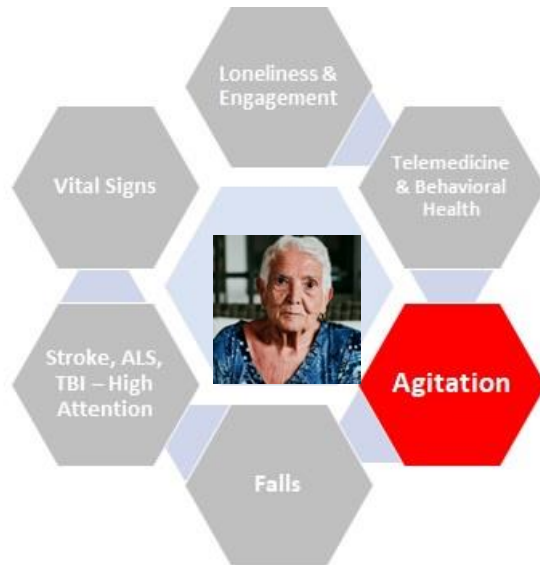 Loneliness &
Engagement
Telemedicine
& Behavioral
Health
Vital Signs
Agitation
Stroke, ALS,
TBI – High
Attention
Falls